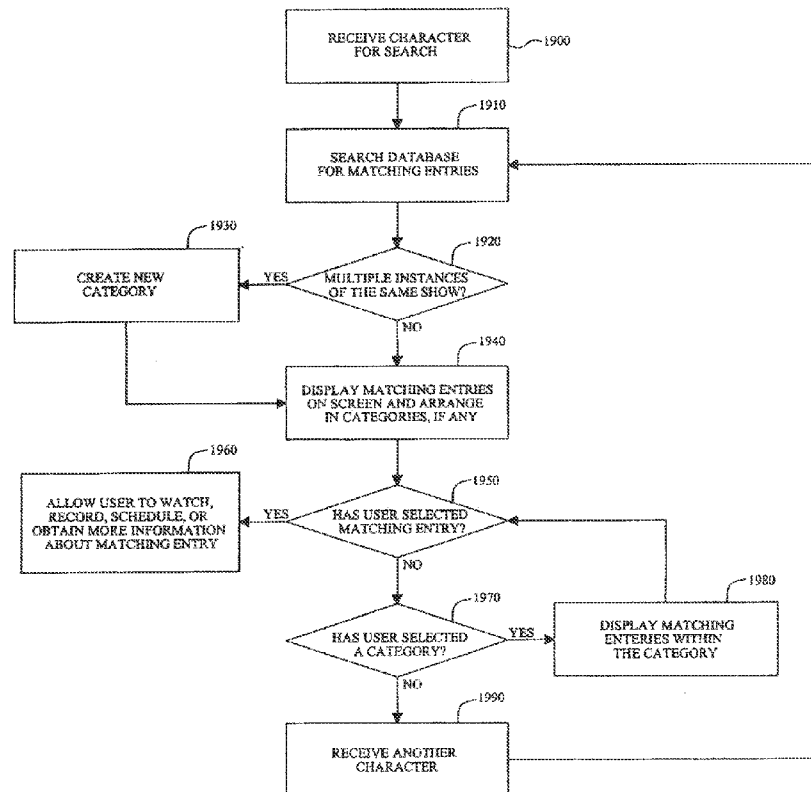 RECEIVE CHARACTER
FOR SEARCH
1900
1910
SEARCH DATABASE
FOR MATCHING ENTRIES
1930
1920
CREATE NEW
CATEGORY
YES
MULTIPLE INSTANCES
OF THE SAME SHOW?
NO
1940
DISPLAY MATCHING ENTRIES
ON SCREEN AND ARRANGE
IN CATEGORIES, IF ANY
1960
1950
ALLOW USER TO WATCH,
RECORD, SCHEDULE, OR
OBTAIN MORE INFORMATION
ABOUT MATCHING ENTRY
YES
HAS USER SELECTED
MATCHING ENTRY?
NO
1970
1980
HAS USER SELECTED
A CATEGORY?
YES
DISPLAY MATCHING
ENTERIES WITHIN
THE CATEGORY
NO
1990
RECEIVE ANOTHER
CHARACTER